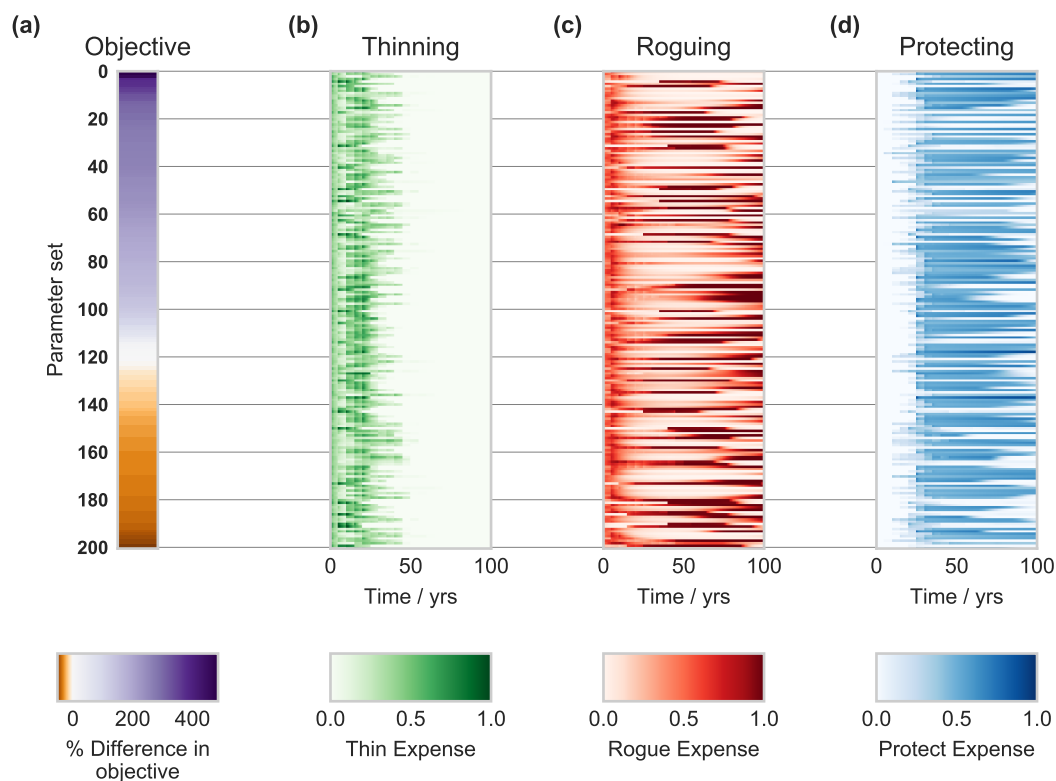 (a) (b) (c) (d)
Objective Thinning Roguing Protecting
0
20
40
60
80
100
120
140
160
180
200
Parameter set
0 50 100 0 50 100 0 50 100
Time / yrs Time / yrs Time / yrs
0 200 400 0.0 0.5 1.0 0.0 0.5 1.0 0.0 0.5 1.0
% Difference in objective
Thin Expense Rogue Expense Protect Expense